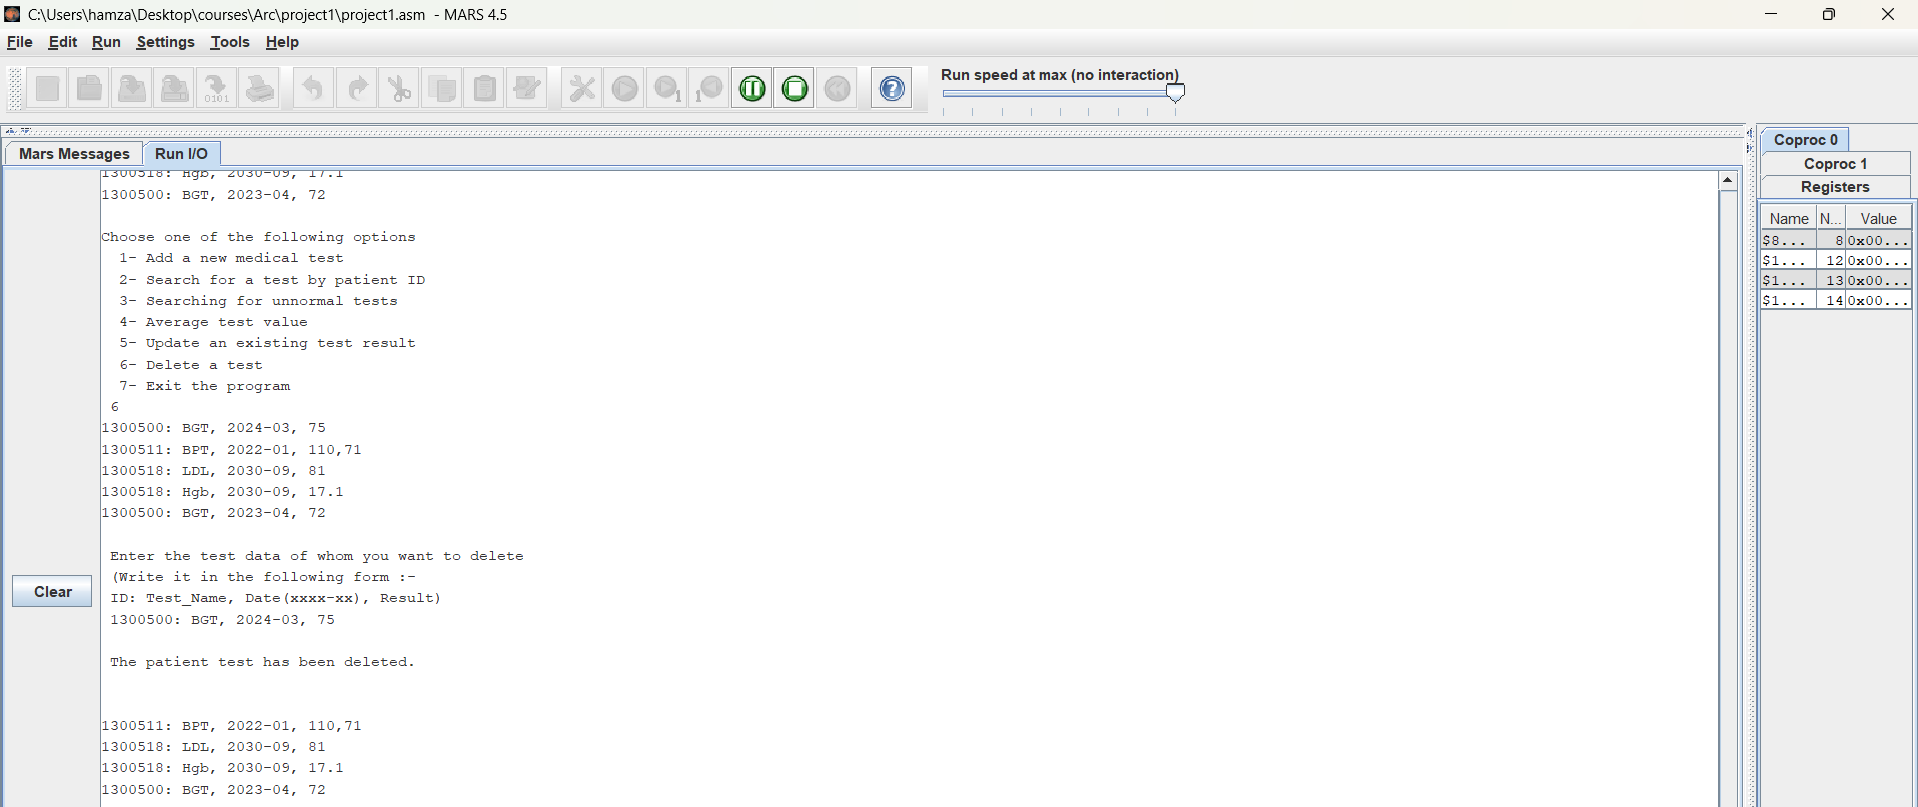 C:\Users\hamza\Desktop\courses\Arc\project1\project1.asm - MARS 4.5
File Edit Run Settings Tools Help
Run speed at max (no interaction)
Mars Messages Run I/O
1300518: Hgb, 2030-09, 17.1
1300500: BGT, 2023-04, 72
Choose one of the following options
1- Add a new medical test
2- Search for a test by patient ID
3- Searching for unnormal tests
4- Average test value
5- Update an existing test result
6- Delete a test
7- Exit the program
6
1300500: BGT, 2024-03, 75
1300511: BPT, 2022-01, 110,71
1300518: LDL, 2030-09, 81
1300518: Hgb, 2030-09, 17.1
1300500: BGT, 2023-04, 72
Enter the test data of whom you want to delete
(Write it in the following form :-
ID: Test_Name, Date(xxxx-xx), Result)
1300500: BGT, 2024-03, 75
The patient test has been deleted.
1300511: BPT, 2022-01, 110,71
1300518: LDL, 2030-09, 81
1300518: Hgb, 2030-09, 17.1
1300500: BGT, 2023-04, 72
Clear
Coproc 0
Coproc 1
Registers
Name N... Value
$8... 8 0x00...
$1... 12 0x00...
$1... 13 0x00...
$1... 14 0x00...
0101
1
1
?